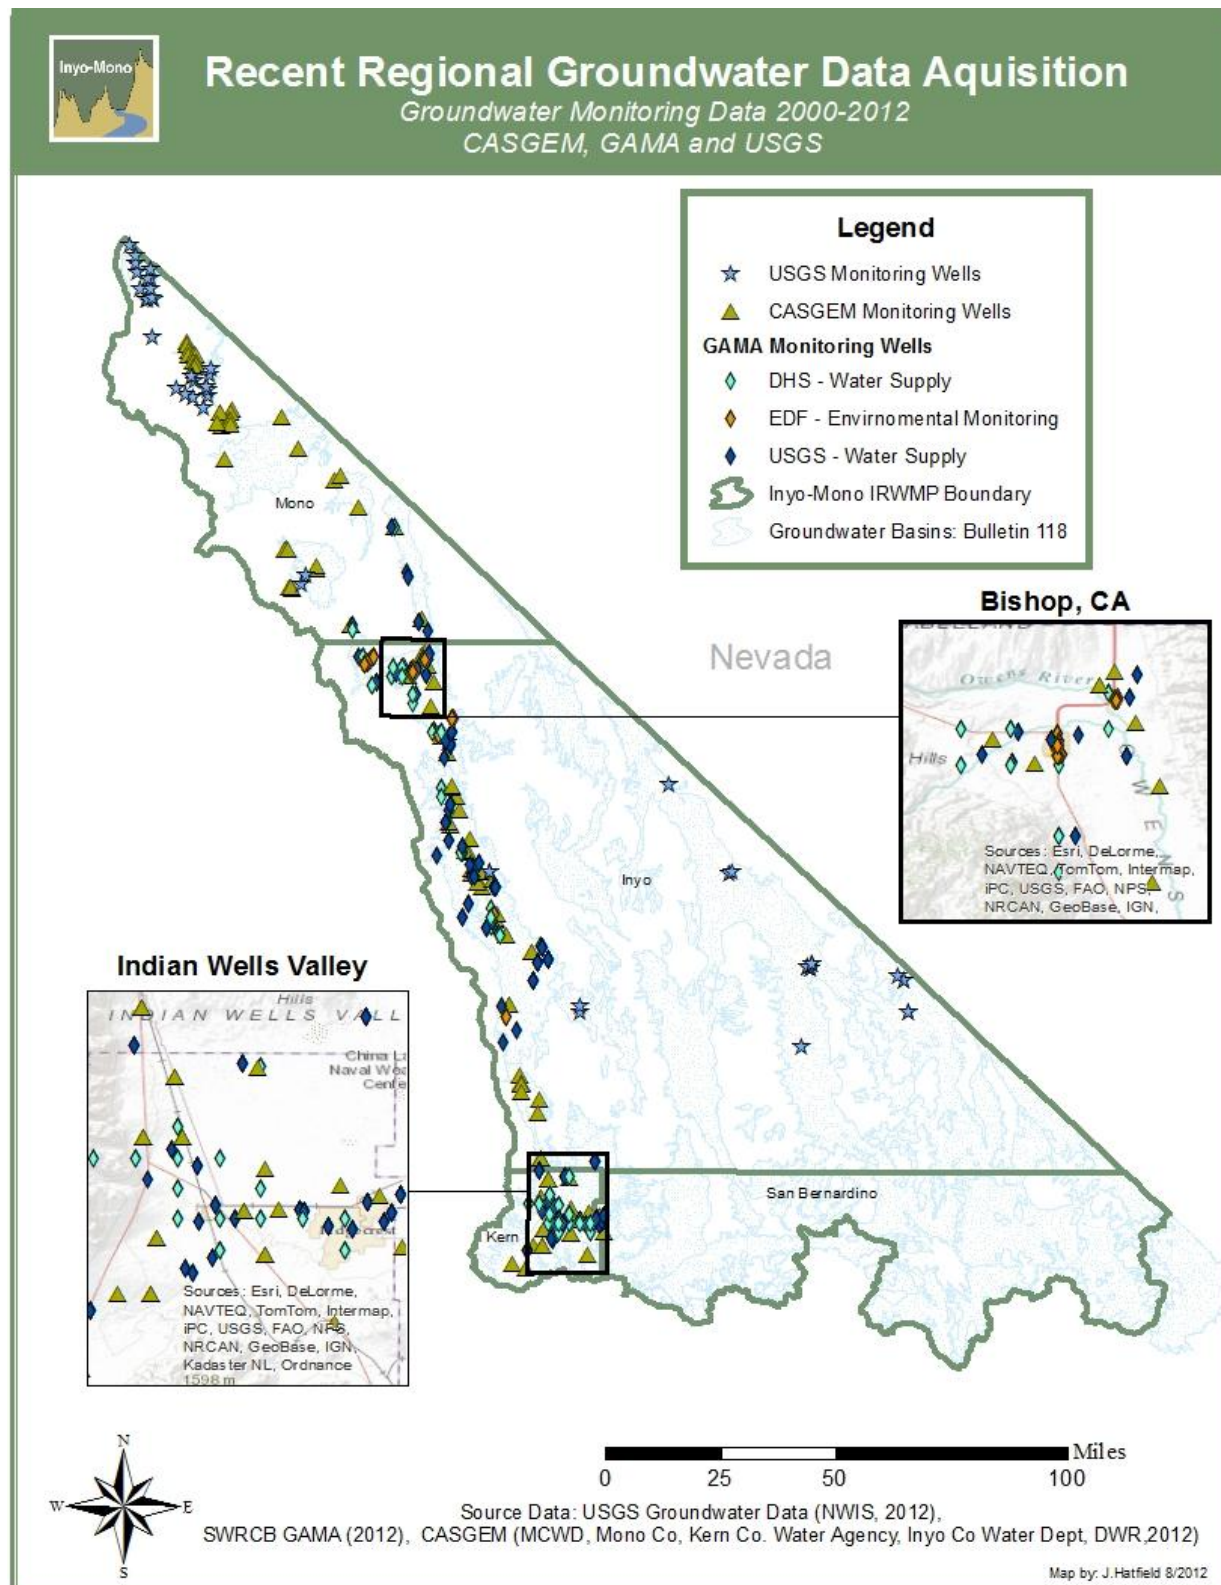 Inyo-Mono
Recent Regional Groundwater Data Aquisition
Groundwater Monitoring Data 2000-2012
CASGEM, GAMA and USGS
Legend
USGS Monitoring Wells
CASGEM Monitoring Wells
GAMA Monitoring Wells
DHS - Water Supply
EDF - Envirnomental Monitoring
USGS - Water Supply
Inyo-Mono IRWMP Boundary
Groundwater Basins: Bulletin 118
Mono
Nevada
Inyo
San Bernardino
Kern
Bishop, CA
Owens River
Hills
W E N S
Sources: Esri, DeLorme,
NAVTEQ, TomTom, Intermap,
iPC, USGS, FAO, NPS,
NRCAN, GeoBase, IGN,
Indian Wells Valley
Hills
INDIAN WELLS VALL
China La
Naval Wea
Cente
Sources: Esri, DeLorme,
NAVTEQ, TomTom, Intermap,
iPC, USGS, FAO, NPS,
NRCAN, GeoBase, IGN,
Kadaster NL, Ordnance
1598 m
N
W E
S
Miles
0 25 50 100
Source Data: USGS Groundwater Data (NWIS, 2012),
SWRCB GAMA (2012), CASGEM (MCWD, Mono Co, Kern Co. Water Agency, Inyo Co Water Dept, DWR,2012)
Map by: J.Hatfield 8/2012